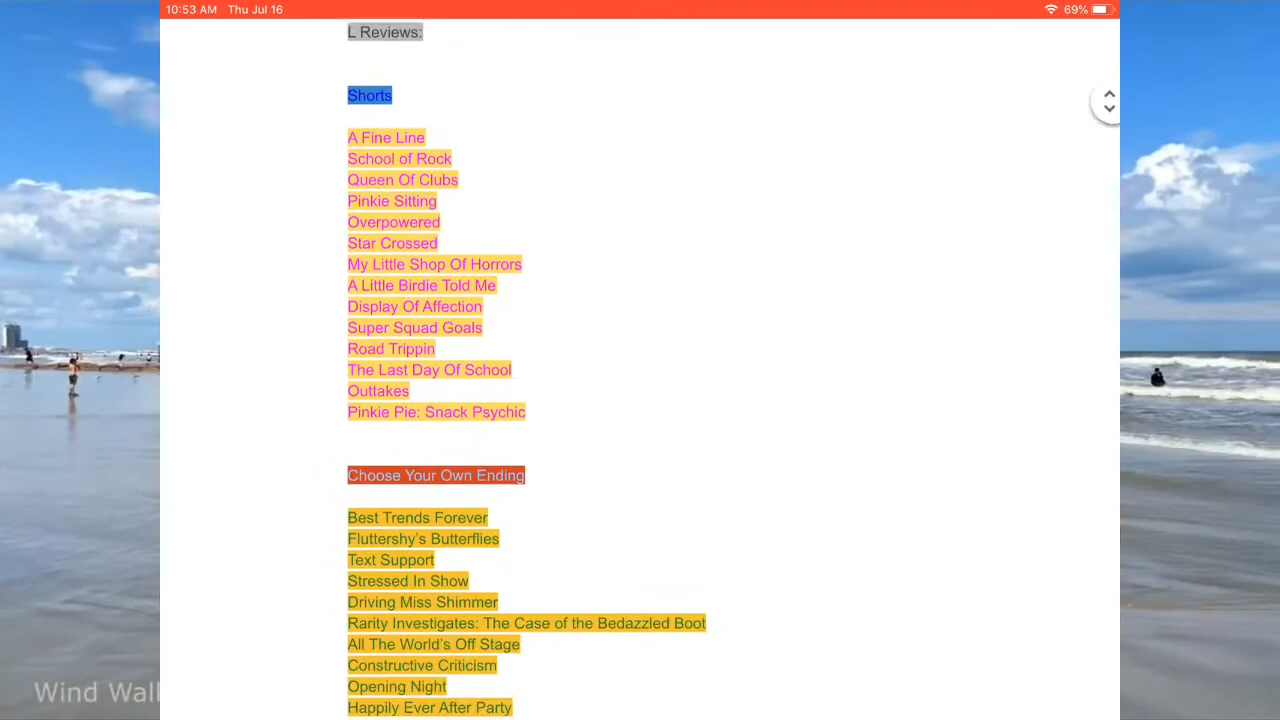 10:53 AM Thu Jul 16
69%
L Reviews:
Shorts
A Fine Line
School of Rock
Queen Of Clubs
Pinkie Sitting
Overpowered
Star Crossed
My Little Shop Of Horrors
A Little Birdie Told Me
Display Of Affection
Super Squad Goals
Road Trippin
The Last Day Of School
Outtakes
Pinkie Pie: Snack Psychic
Choose Your Own Ending
Best Trends Forever
Fluttershy's Butterflies
Text Support
Stressed In Show
Driving Miss Shimmer
Rarity Investigates: The Case of the Bedazzled Boot
All The World's Off Stage
Constructive Criticism
Opening Night
Happily Ever After Party
Wind Wall